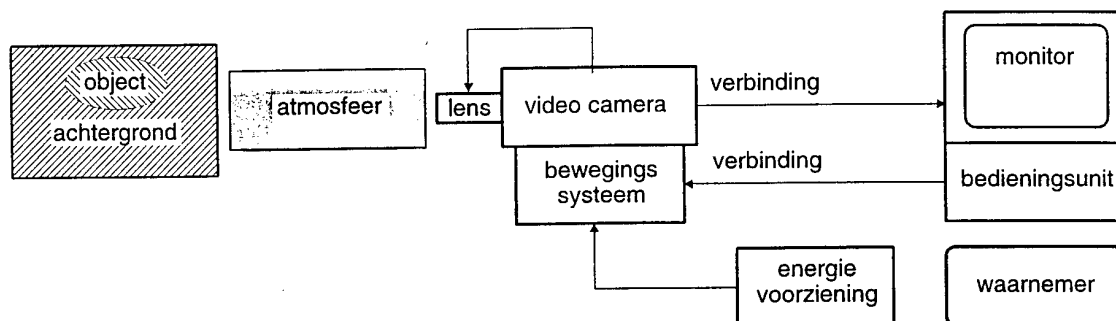 object
achtergrond
atmosfeer
lens
video camera
bewegings
systeem
verbinding
verbinding
monitor
bedieningsunit
energie
voorziening
waarnemer